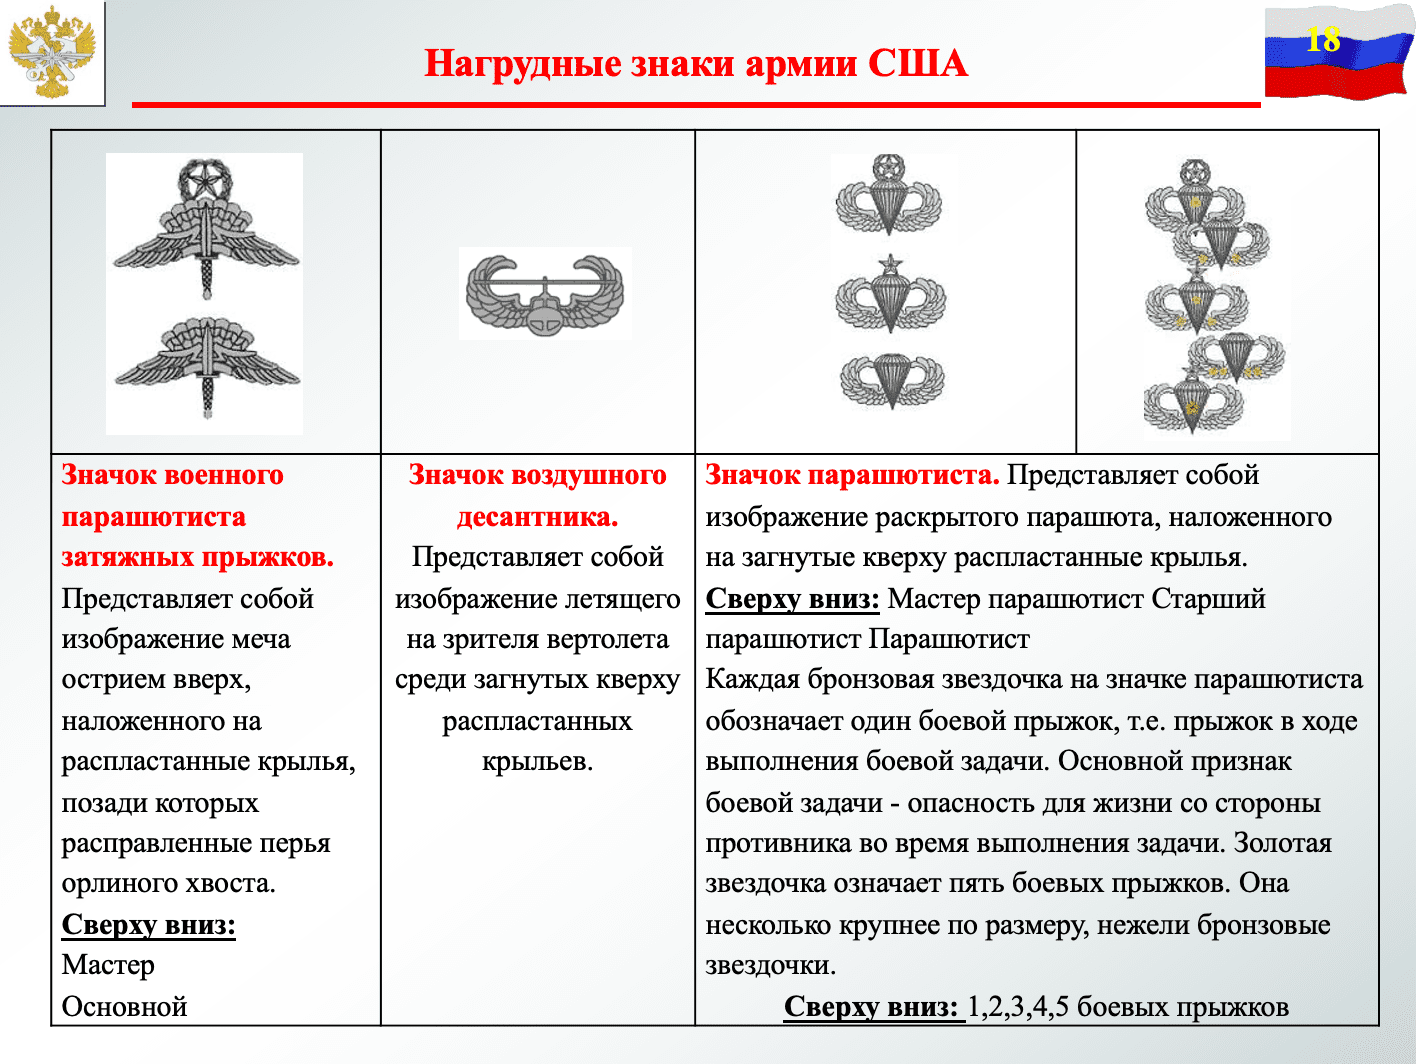 Нагрудные знаки армии США
18
Значок военного
парашютиста
затяжных прыжков.
Представляет собой
изображение меча
острием вверх,
наложенного на
распластанные крылья,
позади которых
расправленные перья
орлиного хвоста.
Сверху вниз:
Мастер
Основной
Значок воздушного
десантника.
Представляет собой
изображение летящего
на зрителя вертолета
среди загнутых кверху
распластанных
крыльев.
Значок парашютиста. Представляет собой
изображение раскрытого парашюта, наложенного
на загнутые кверху распластанные крылья.
Сверху вниз: Мастер парашютист Старший
парашютист Парашютист
Каждая бронзовая звездочка на значке парашютиста
обозначает один боевой прыжок, т.е. прыжок в ходе
выполнения боевой задачи. Основной признак
боевой задачи - опасность для жизни со стороны
противника во время выполнения задачи. Золотая
звездочка означает пять боевых прыжков. Она
несколько крупнее по размеру, нежели бронзовые
звездочки.
Сверху вниз: 1,2,3,4,5 боевых прыжков